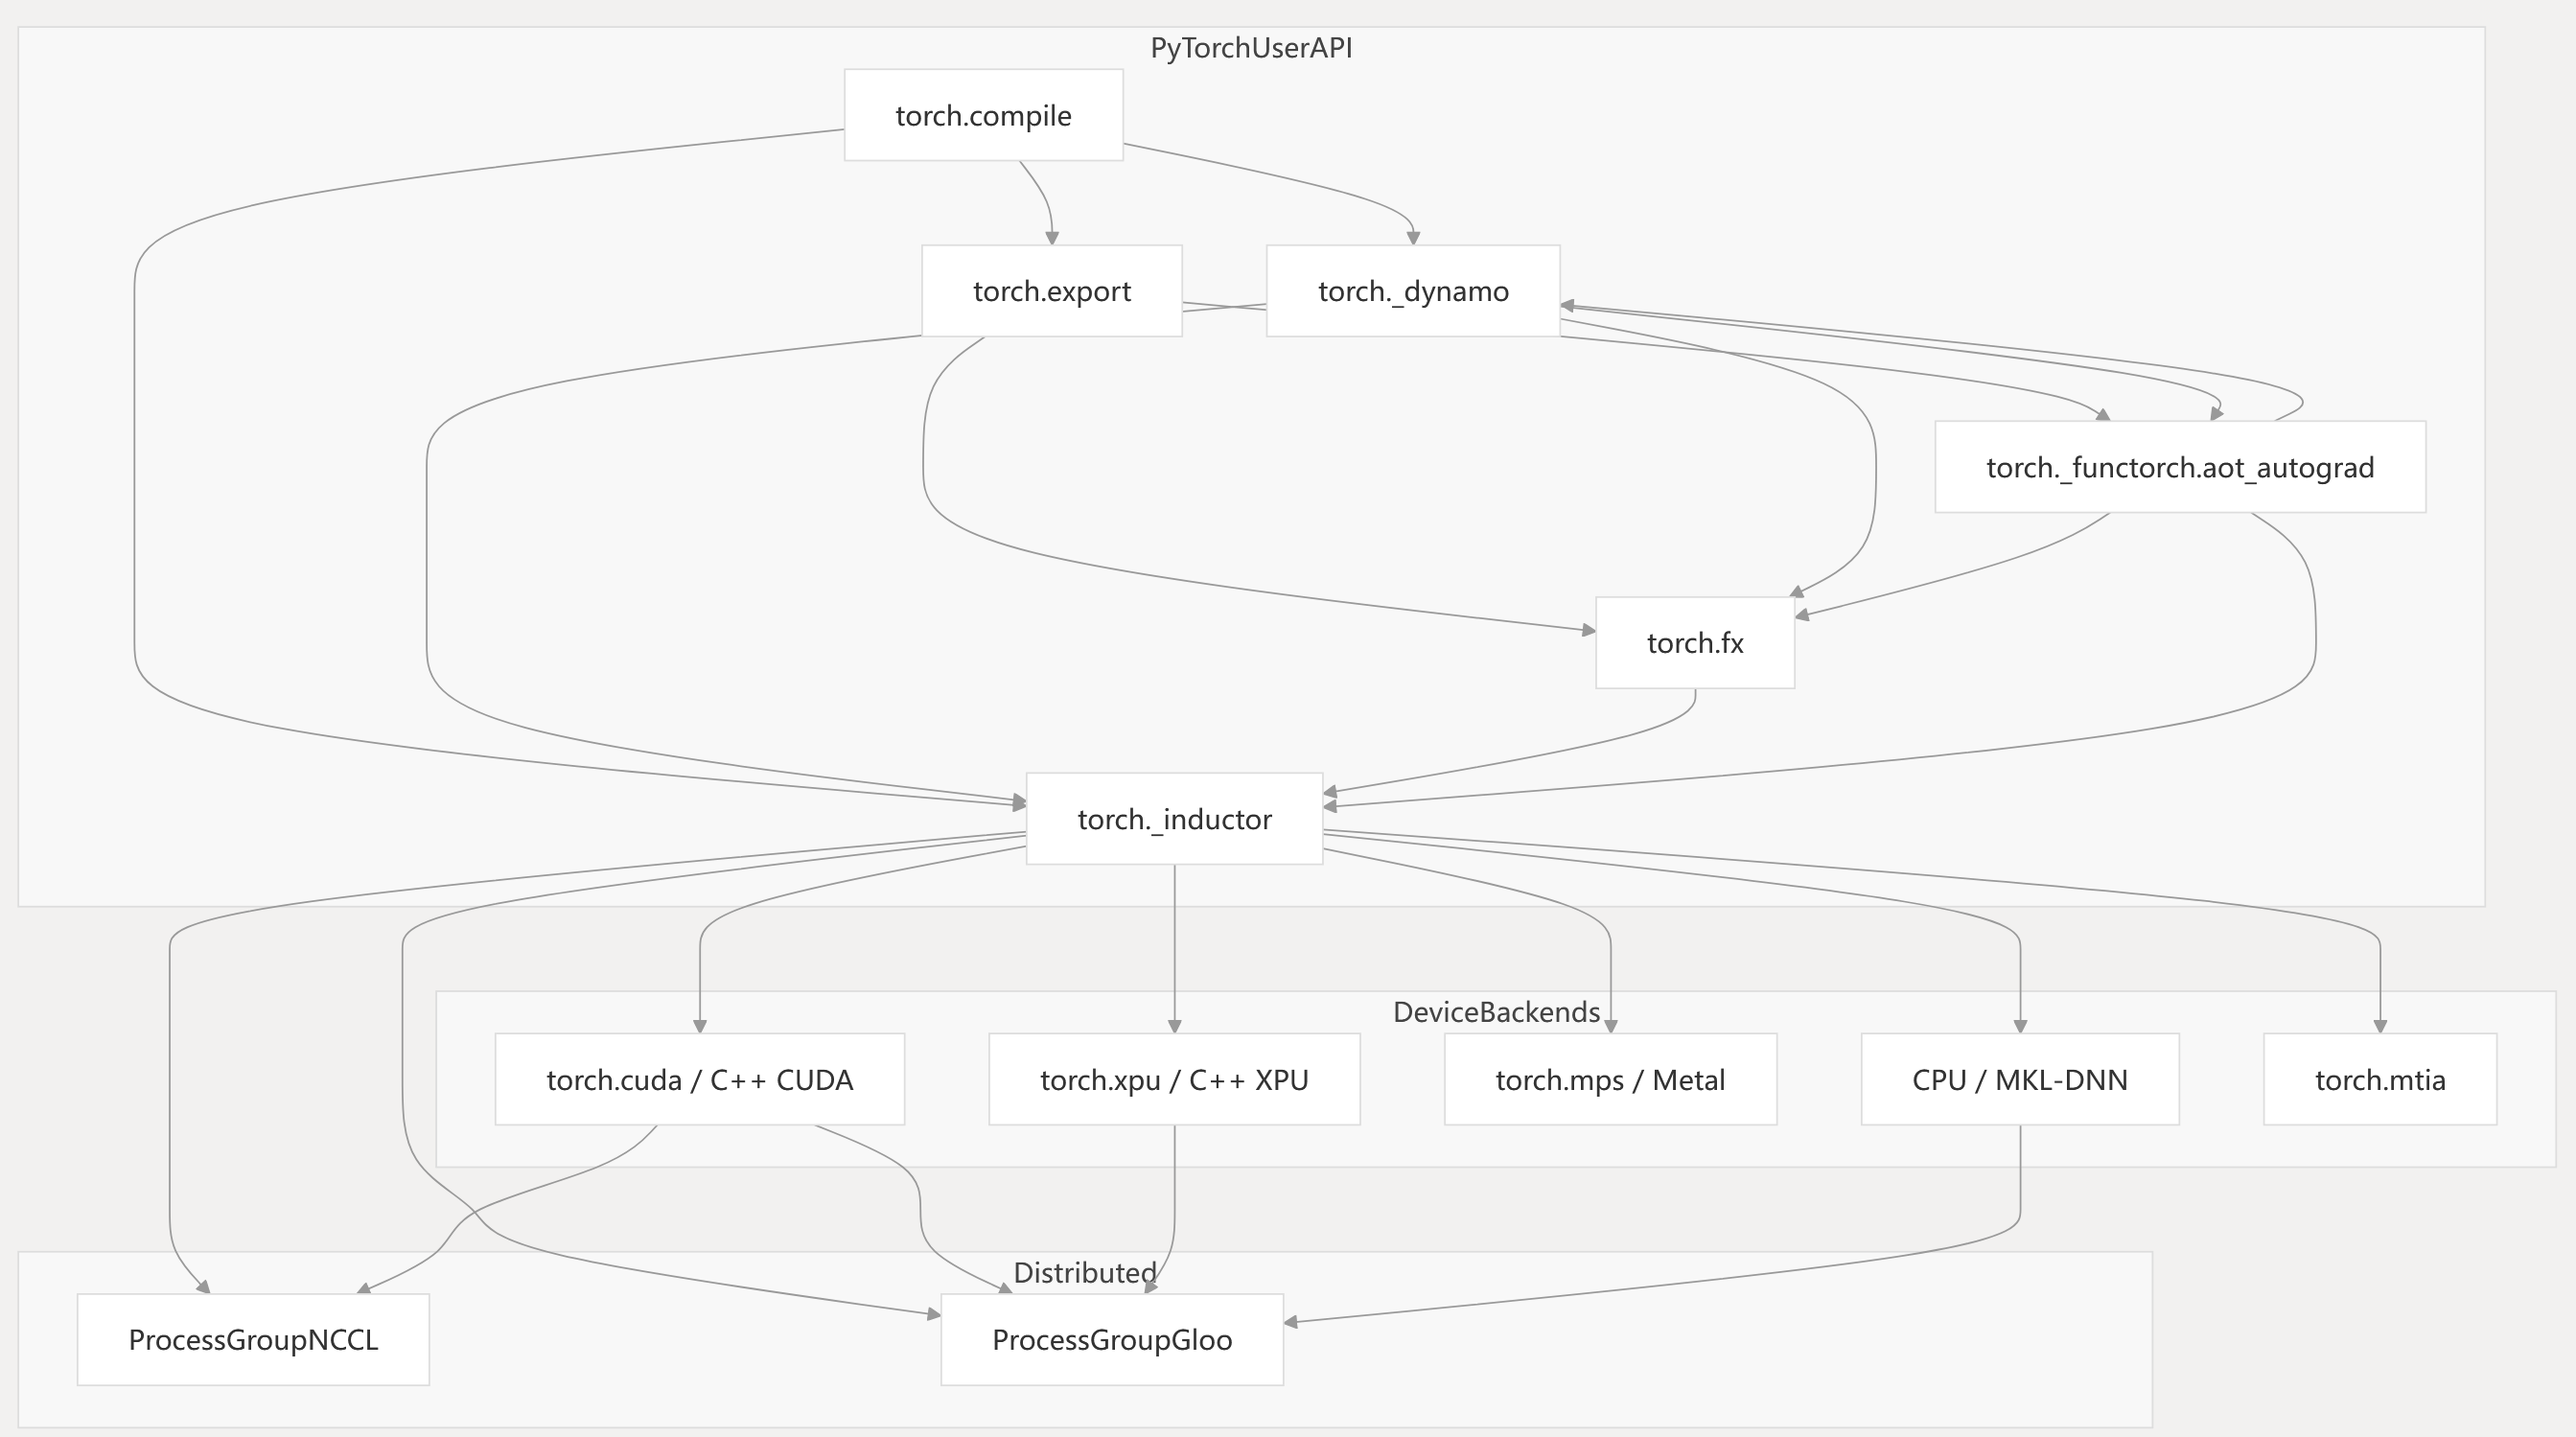 PyTorchUserAPI
torch.compile
torch.export
torch._dynamo
torch._functorch.aot_autograd
torch.fx
torch._inductor
DeviceBackends
torch.cuda / C++ CUDA
torch.xpu / C++ XPU
torch.mps / Metal
CPU / MKL-DNN
torch.mtia
Distributed
ProcessGroupNCCL
ProcessGroupGloo